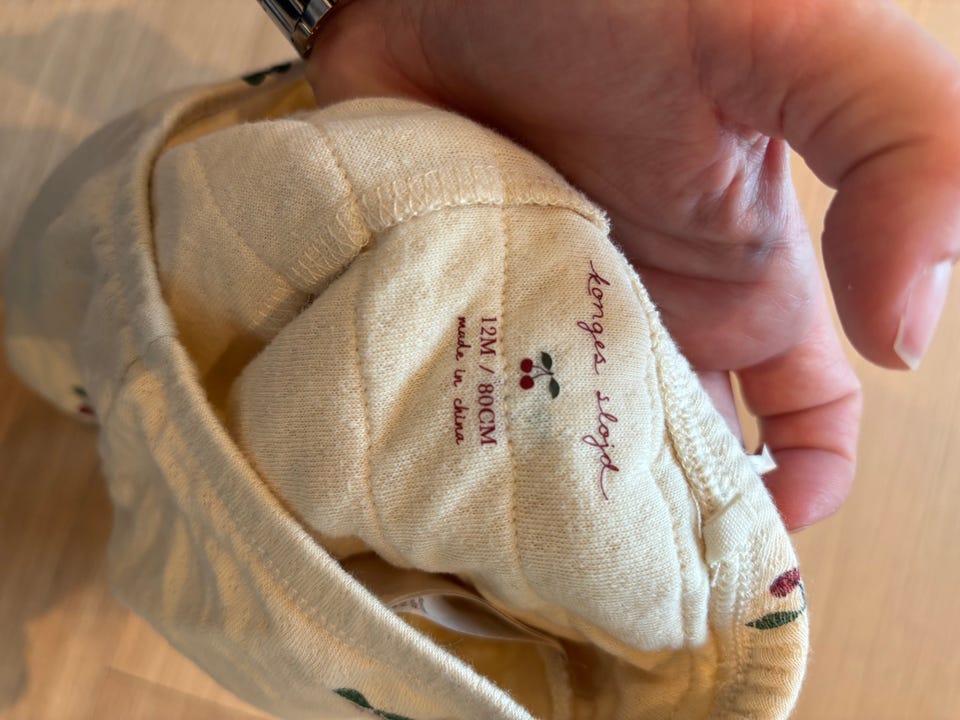 konges sløjd
12M / 80CM
made in china